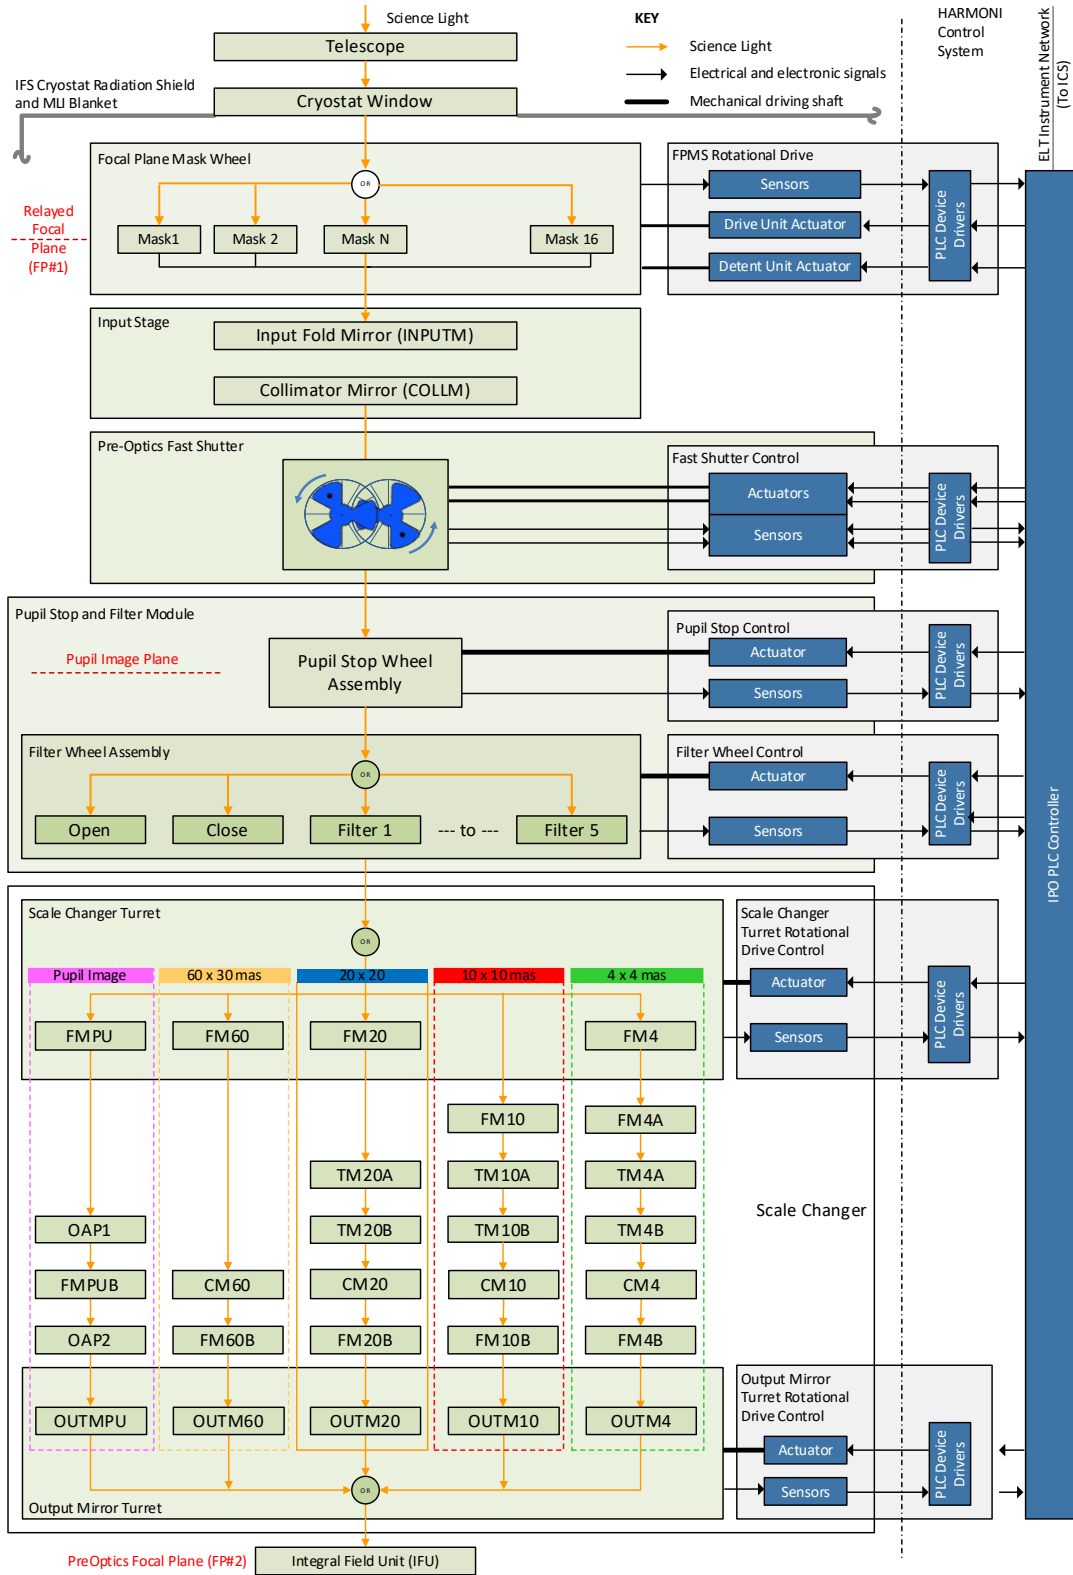 Science Light
Telescope
KEY
Science Light
Electrical and electronic signals
Mechanical driving shaft
HARMONI
Control
System
ELT Instrument Network
(To ICS)
IFS Cryostat Radiation Shield
and MLI Blanket
Cryostat Window
Focal Plane Mask Wheel
OR
Mask1
Mask 2
Mask N
Mask 16
Relayed
Focal
Plane
(FP#1)
FPMS Rotational Drive
Sensors
Drive Unit Actuator
Detent Unit Actuator
PLC Device
Drivers
Input Stage
Input Fold Mirror (INPUTM)
Collimator Mirror (COLLM)
Pre-Optics Fast Shutter
Fast Shutter Control
Actuators
Sensors
PLC Device
Drivers
Pupil Stop and Filter Module
Pupil Image Plane
Pupil Stop Wheel
Assembly
Pupil Stop Control
Actuator
Sensors
PLC Device
Drivers
Filter Wheel Assembly
OR
Open
Close
Filter 1
--- to ---
Filter 5
Filter Wheel Control
Actuator
Sensors
PLC Device
Drivers
IPO PLC Controller
Scale Changer Turret
OR
Pupil Image
60 x 30 mas
20 x 20
10 x 10 mas
4 x 4 mas
FMPU
FM60
FM20
FM4
Scale Changer
Turret Rotational
Drive Control
Actuator
Sensors
PLC Device
Drivers
FM10
FM4A
TM20A
TM10A
TM4A
OAP1
TM20B
TM10B
TM4B
Scale Changer
FMPUB
CM60
CM20
CM10
CM4
OAP2
FM60B
FM20B
FM10B
FM4B
OUTMPU
OUTM60
OUTM20
OUTM10
OUTM4
OR
Output Mirror Turret
Output Mirror
Turret Rotational
Drive Control
Actuator
Sensors
PLC Device
Drivers
PreOptics Focal Plane (FP#2)
Integral Field Unit (IFU)